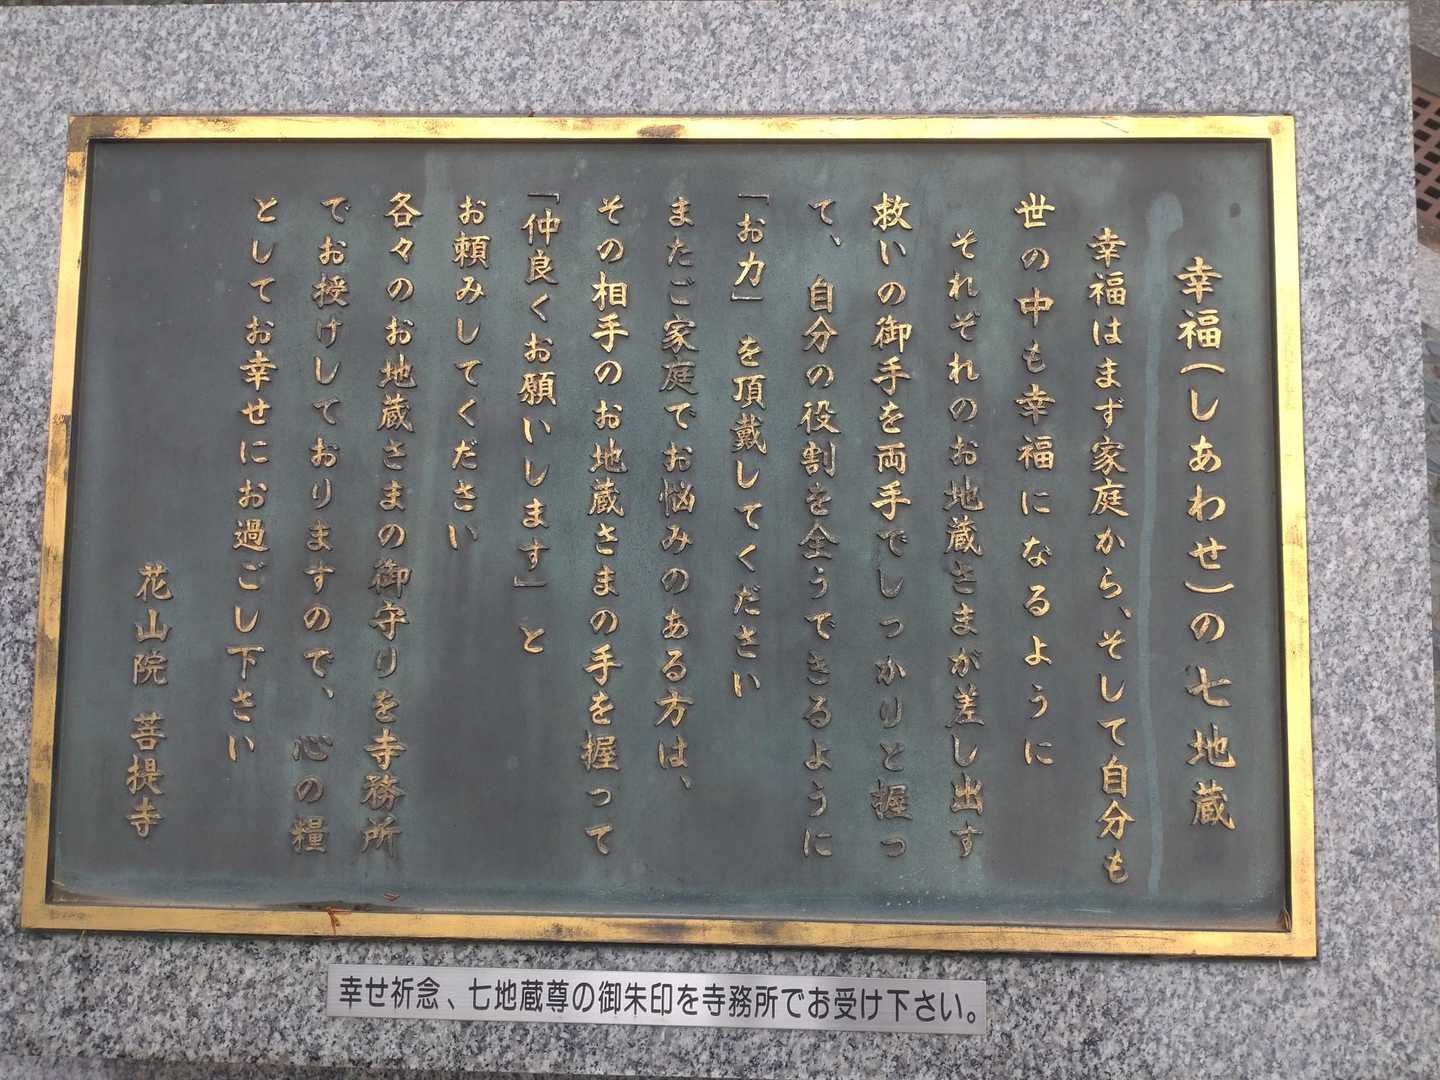 幸福(しあわせ)の七地蔵
幸福はまず家庭から、そして自分も
世の中も幸福になるように
それぞれのお地蔵さまが差し出す
救いの御手を両手でしっかりと握っ
て、自分の役割を全うできるように
「お力」を頂戴してください
またご家庭でお悩みのある方は、
その相手のお地蔵さまの手を握って
「仲良くお願いします」と
お頼みしてください
各々のお地蔵さまの御守りを寺務所
でお授けしておりますので、心の糧
としてお幸せにお過ごし下さい
花山院 菩提寺
幸せ祈念、七地蔵尊の御朱印を寺務所でお受け下さい。